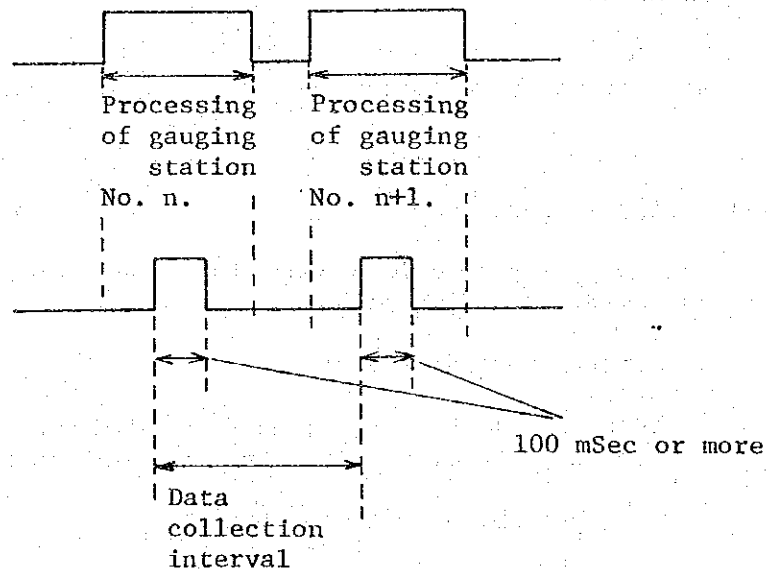 Processing
of gauging
station
No. n.
Processing
of gauging
station
No. n+1.
100 mSec or more
Data
collection
interval